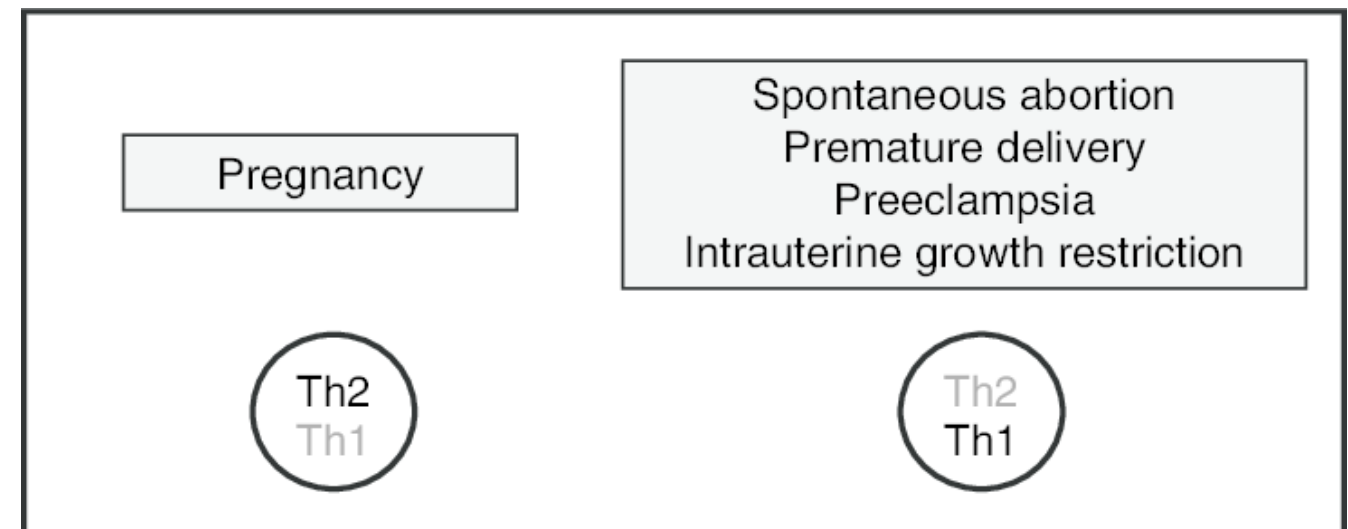 Pregnancy
Spontaneous abortion
Premature delivery
Preeclampsia
Intrauterine growth restriction
Th2
Th1
Th2
Th1